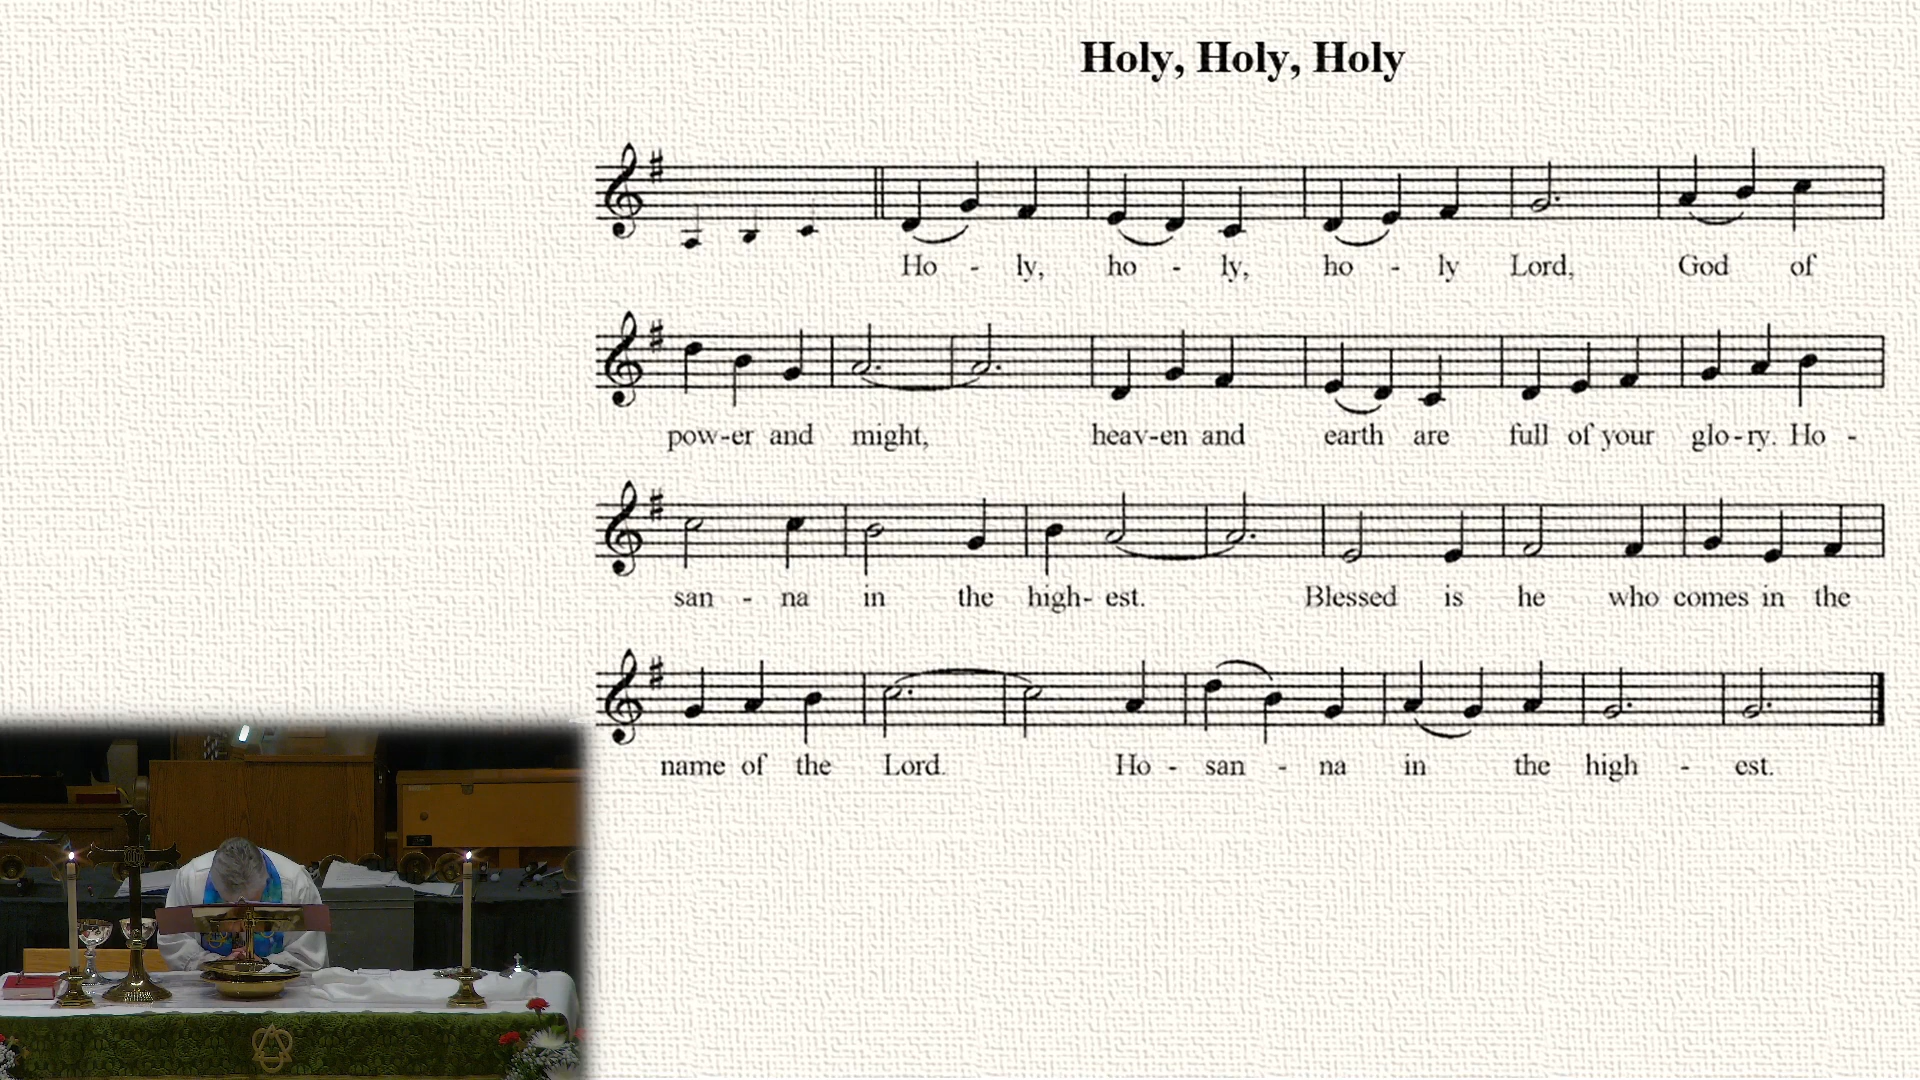 Holy, Holy, Holy
Ho - ly, ho - ly, ho - ly Lord, God of
pow-er and might, heav-en and earth are full of your glo-ry. Ho -
san - na in the high- est. Blessed is he who comes in the
name of the Lord. Ho - san - na in the high - est.